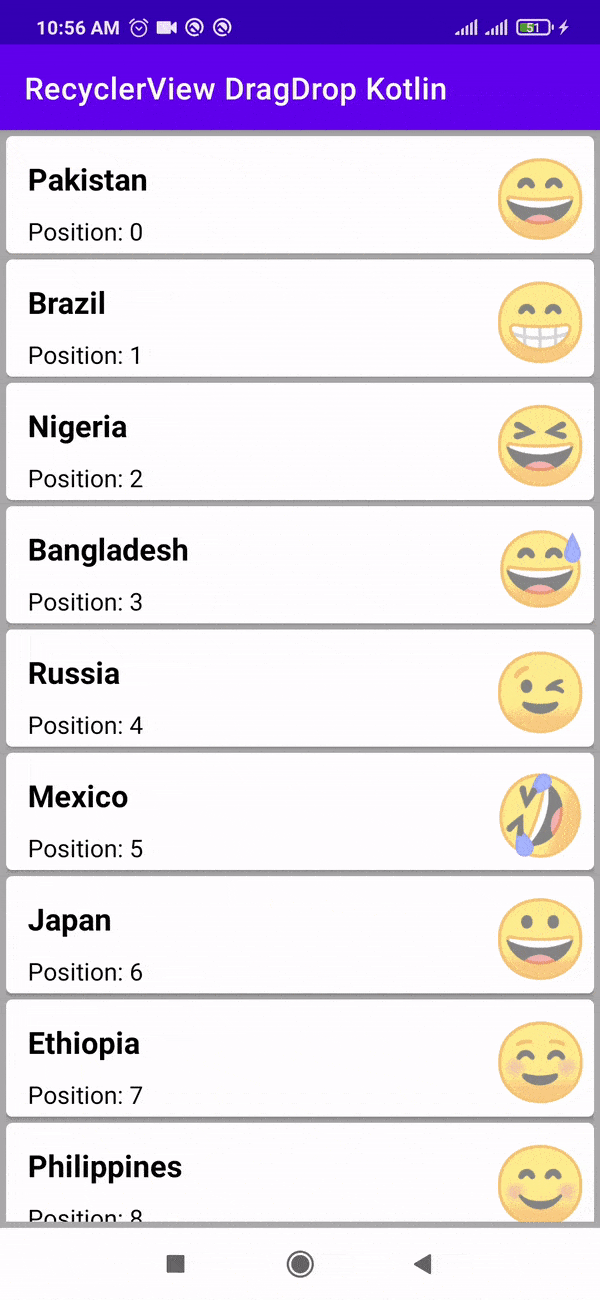 10:56 AM 51
RecyclerView DragDrop Kotlin
Pakistan
Position: 0
Brazil
Position: 1
Nigeria
Position: 2
Bangladesh
Position: 3
Russia
Position: 4
Mexico
Position: 5
Japan
Position: 6
Ethiopia
Position: 7
Philippines
Position: 8